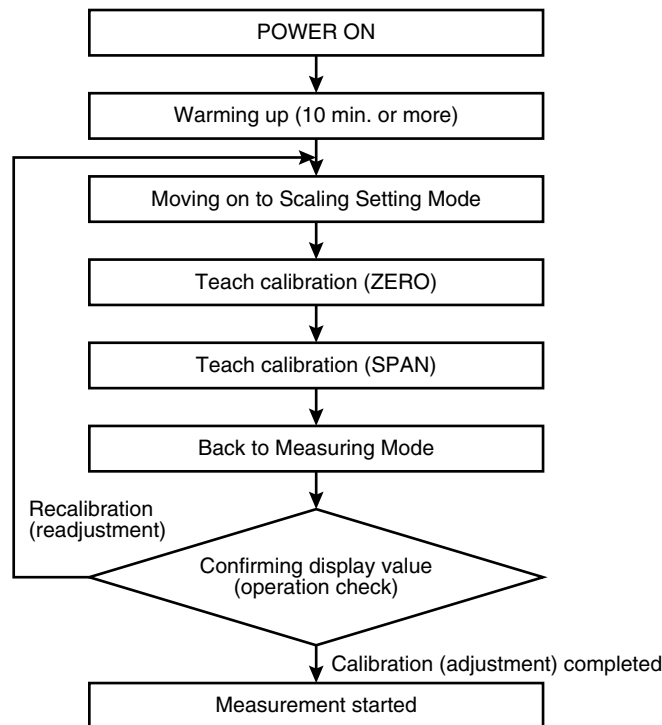 POWER ON
Warming up (10 min. or more)
Moving on to Scaling Setting Mode
Teach calibration (ZERO)
Teach calibration (SPAN)
Back to Measuring Mode
Recalibration
(readjustment)
Confirming display value
(operation check)
Calibration (adjustment) completed
Measurement started